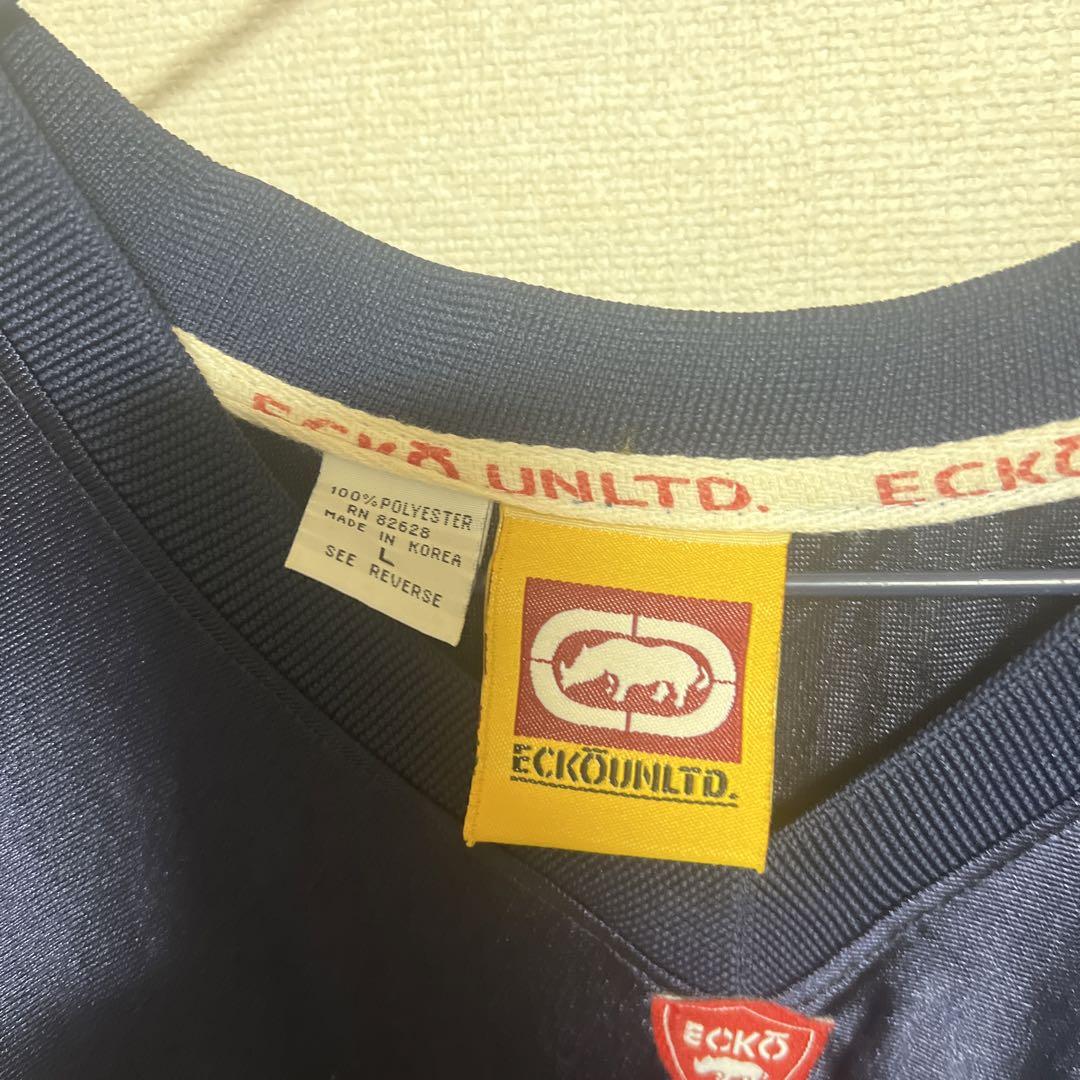 ECKŌ UNLTD. ECKŌ
100% POLYESTER
RN 82628
MADE IN KOREA
L
SEE REVERSE
ECKŌUNLTD.
ECKŌ